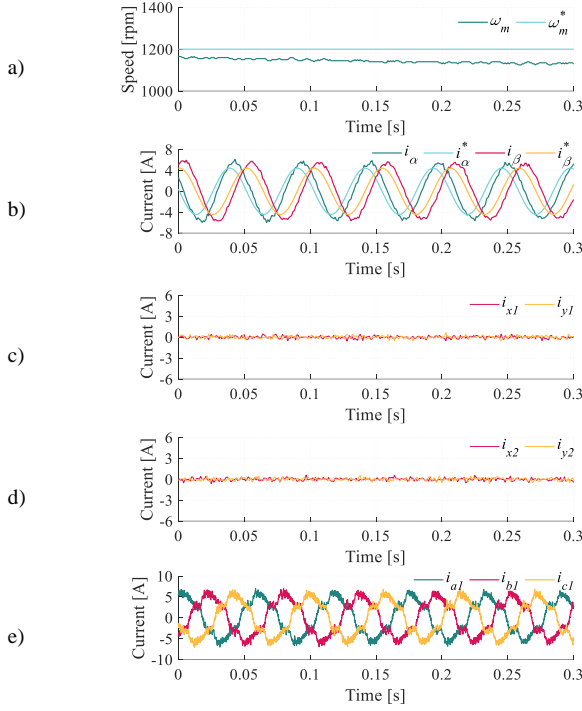 a)
Speed [rpm]
1400
1200
1000
ω_m ω_m^*
0 0.05 0.1 0.15 0.2 0.25 0.3
Time [s]
b)
Current [A]
8
4
0
-4
-8
i_α i_α^* i_β i_β^*
0 0.05 0.1 0.15 0.2 0.25 0.3
Time [s]
c)
Current [A]
6
3
0
-3
-6
i_x1 i_y1
0 0.05 0.1 0.15 0.2 0.25 0.3
Time [s]
d)
Current [A]
6
3
0
-3
-6
i_x2 i_y2
0 0.05 0.1 0.15 0.2 0.25 0.3
Time [s]
e)
Current [A]
10
5
0
-5
-10
i_a1 i_b1 i_c1
0 0.05 0.1 0.15 0.2 0.25 0.3
Time [s]